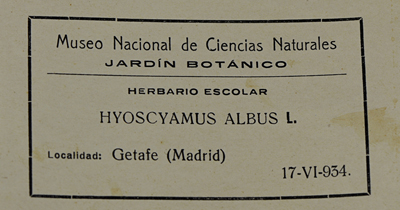 Museo Nacional de Ciencias Naturales
JARDÍN BOTÁNICO
HERBARIO ESCOLAR
HYOSCYAMUS ALBUS L.
Localidad: Getafe (Madrid)
17-VI-934.